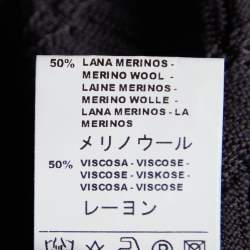 50% LANA MERINOS -
MERINO WOOL -
LAINE MERINOS -
MERINO WOLLE -
LANA MERINOS - LA
MERINOS
メリノウール
50% VISCOSA - VISCOSE -
VISCOSE - VISKOSE -
VISCOSA - VISCOSE
レーヨン